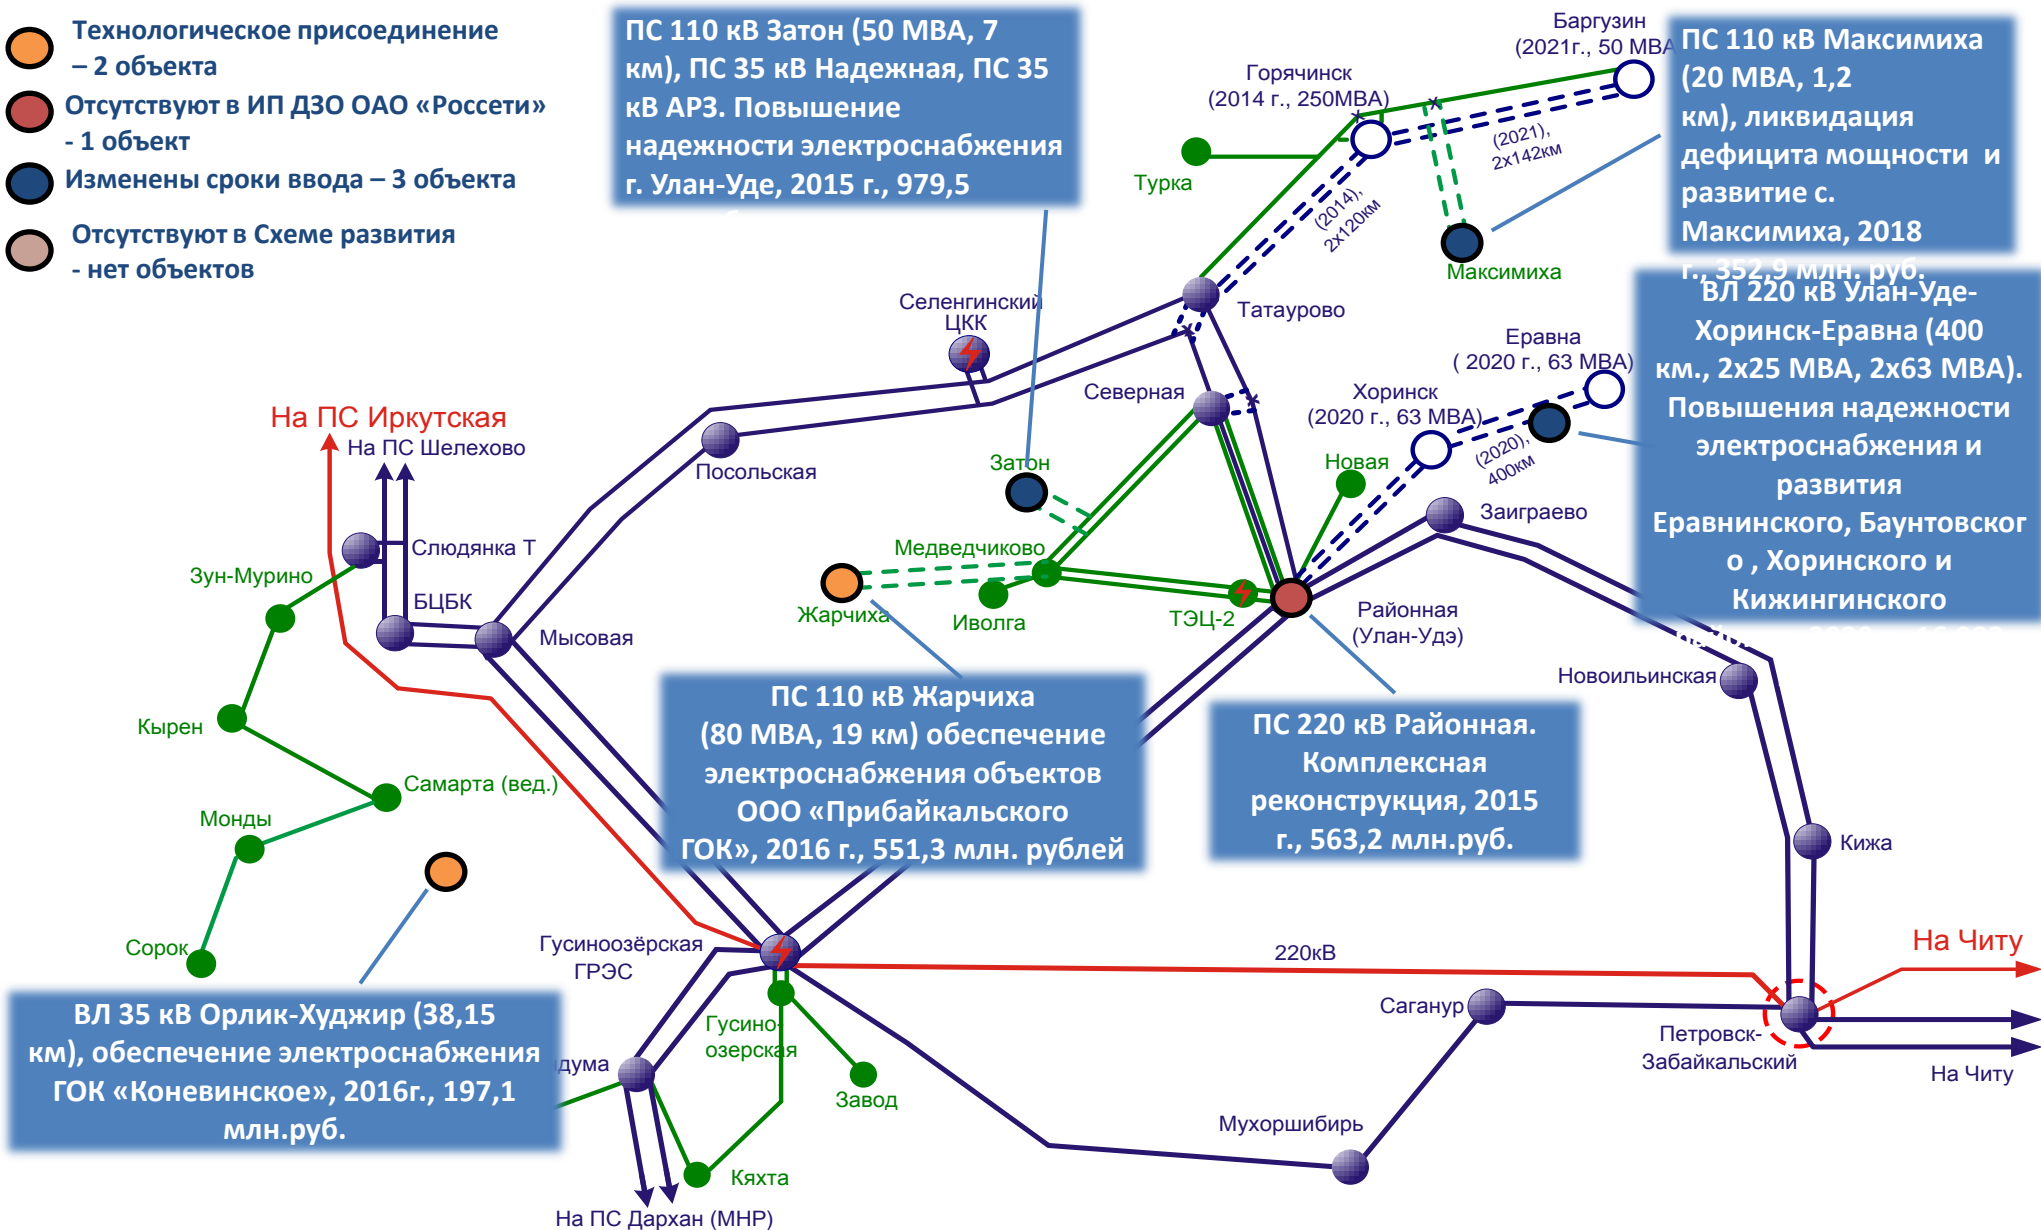 Технологическое присоединение
– 2 объекта
Отсутствуют в ИП ДЗО ОАО «Россети»
- 1 объект
Изменены сроки ввода – 3 объекта
Отсутствуют в Схеме развития
- нет объектов
ПС 110 кВ Затон (50 МВА, 7
км), ПС 35 кВ Надежная, ПС 35
кВ АРЗ. Повышение
надежности электроснабжения
г. Улан-Уде, 2015 г., 979,5
Баргузин
(2021г., 50 МВА
Горячинск
(2014 г., 250МВА)
ПС 110 кВ Максимиха
(20 МВА, 1,2
км), ликвидация
дефицита мощности и
развитие с.
Максимиха, 2018
г., 352,9 млн. руб.
(2021),
2х142км
Турка
(2014),
2х120км
Максимиха
Татаурово
Селенгинский
ЦКК
Еравна
( 2020 г., 63 МВА)
Хоринск
(2020 г., 63 МВА)
(2020),
400км
ВЛ 220 кВ Улан-Уде-
Хоринск-Еравна (400
км., 2х25 МВА, 2х63 МВА).
Повышения надежности
электроснабжения и
развития
Еравнинского, Баунтовског
о , Хоринского и
Кижингинского
Северная
На ПС Иркутская
На ПС Шелехово
Посольская
Затон
Новая
Заиграево
Слюдянка Т
Медведчиково
Зун-Мурино
БЦБК
Мысовая
Жарчиха
Иволга
ТЭЦ-2
Районная
(Улан-Удэ)
Новоильинская
Кырен
ПС 110 кВ Жарчиха
(80 МВА, 19 км) обеспечение
электроснабжения объектов
ООО «Прибайкальского
ГОК», 2016 г., 551,3 млн. рублей
ПС 220 кВ Районная.
Комплексная
реконструкция, 2015
г., 563,2 млн.руб.
Самарта (вед.)
Монды
Кижа
Сорок
Гусиноозёрская
ГРЭС
220кВ
На Читу
Саганур
Петровск-
Забайкальский
На Читу
Гусино-
озерская
ВЛ 35 кВ Орлик-Худжир (38,15
км), обеспечение электроснабжения
ГОК «Коневинское», 2016г., 197,1
млн.руб.
дума
Завод
Мухоршибирь
Кяхта
На ПС Дархан (МНР)